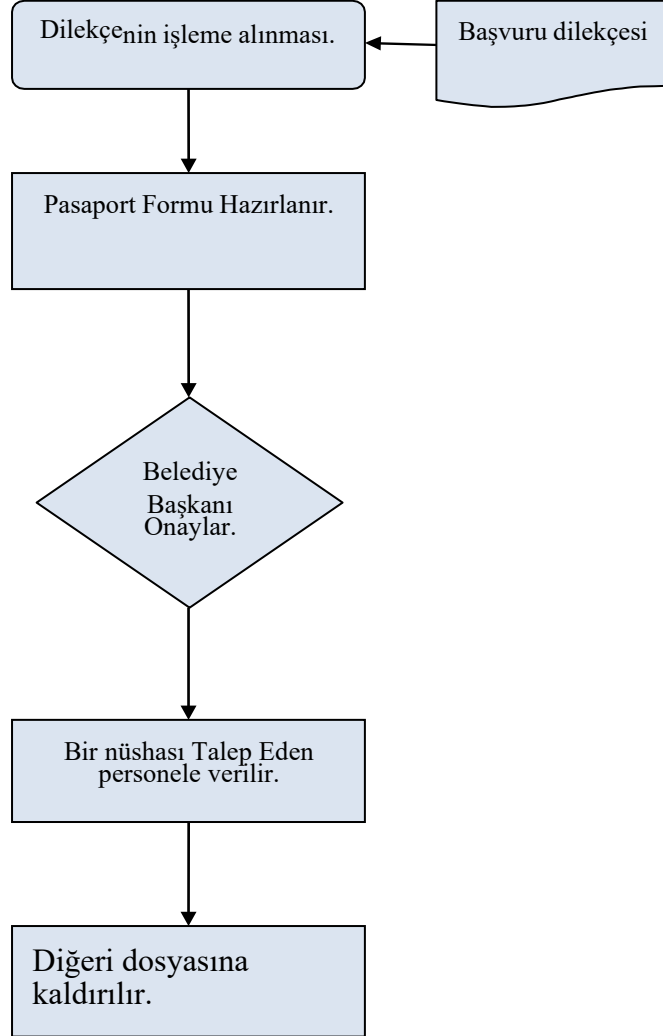 Dilekçenin işleme alınması.
Başvuru dilekçesi
Pasaport Formu Hazırlanır.
Belediye
Başkanı
Onaylar.
Bir nüshası Talep Eden
personele verilir.
Diğeri dosyasına
kaldırılır.